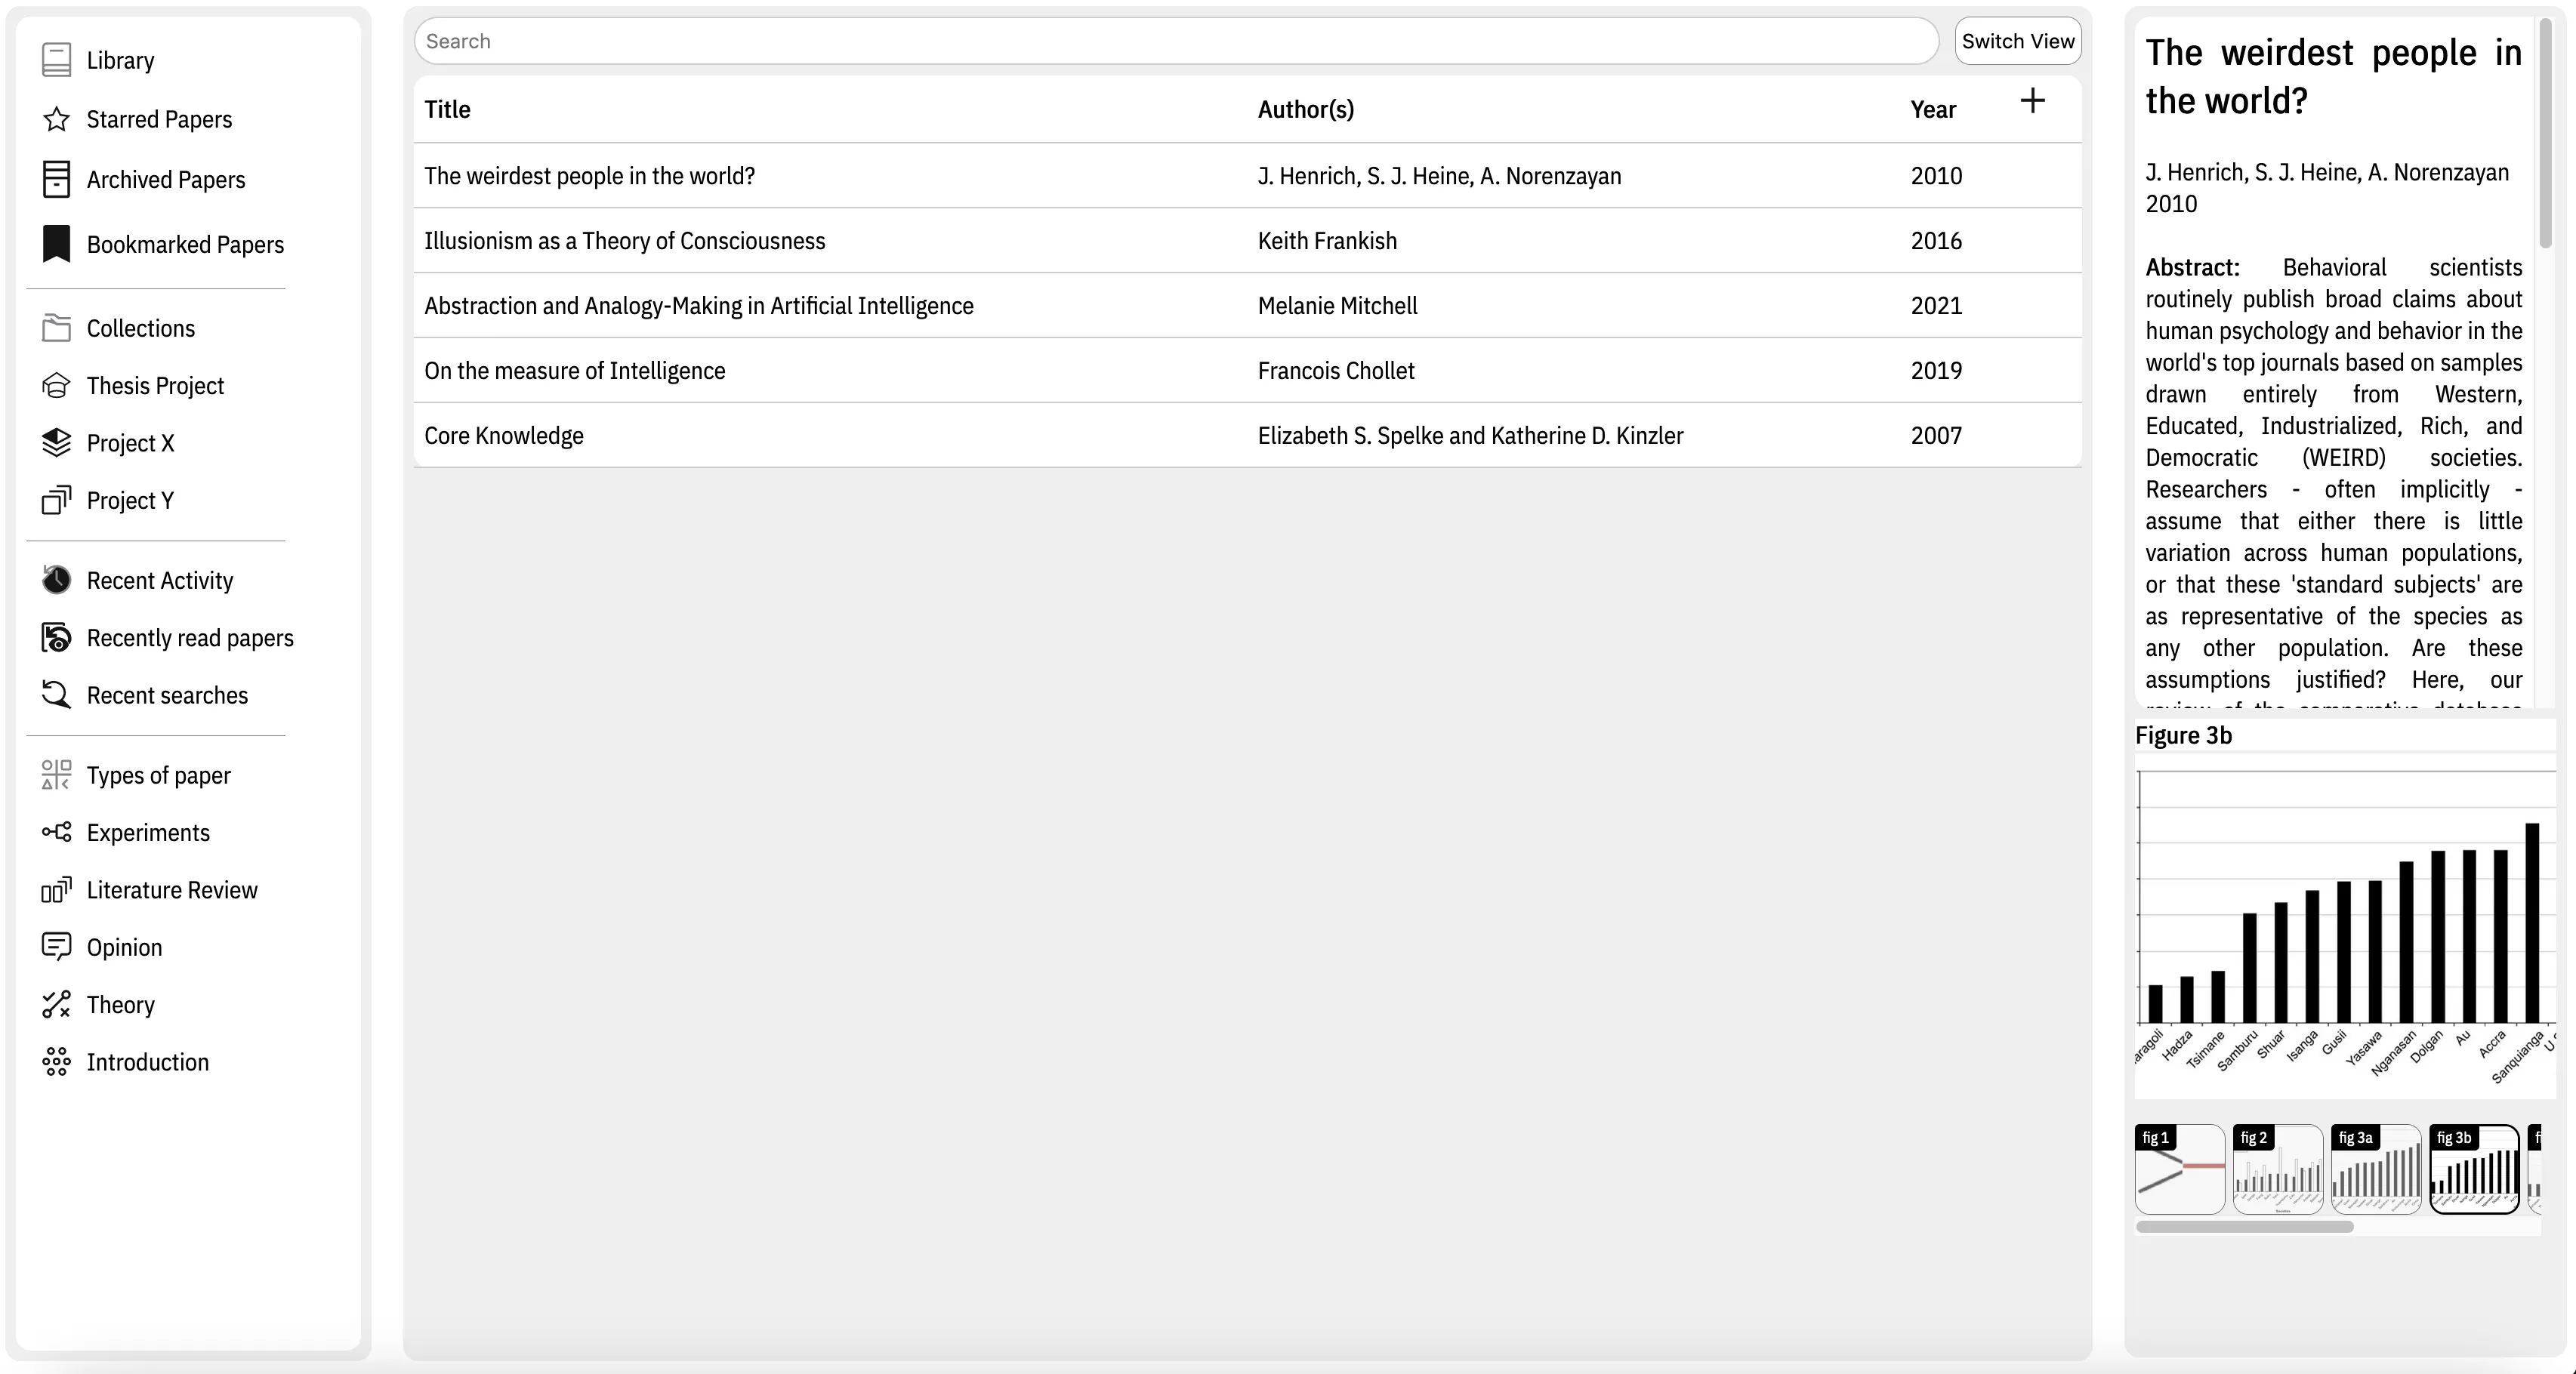 Library
Starred Papers
Archived Papers
Bookmarked Papers
Collections
Thesis Project
Project X
Project Y
Recent Activity
Recently read papers
Recent searches
Types of paper
Experiments
Literature Review
Opinion
Theory
Introduction
Search
Switch View
Title Author(s) Year +
The weirdest people in the world? J. Henrich, S. J. Heine, A. Norenzayan 2010
Illusionism as a Theory of Consciousness Keith Frankish 2016
Abstraction and Analogy-Making in Artificial Intelligence Melanie Mitchell 2021
On the measure of Intelligence Francois Chollet 2019
Core Knowledge Elizabeth S. Spelke and Katherine D. Kinzler 2007
The weirdest people in
the world?
J. Henrich, S. J. Heine, A. Norenzayan
2010
Abstract: Behavioral scientists
routinely publish broad claims about
human psychology and behavior in the
world's top journals based on samples
drawn entirely from Western,
Educated, Industrialized, Rich, and
Democratic (WEIRD) societies.
Researchers - often implicitly -
assume that either there is little
variation across human populations,
or that these 'standard subjects' are
as representative of the species as
any other population. Are these
assumptions justified? Here, our
review of the comparative database
Figure 3b
aragoli
Hadza
Tsimane
Samburu
Shuar
Isanga
Gusii
Yasawa
Nganasan
Dolgan
Au
Accra
Sanquianga
fig 1
fig 2
fig 3a
fig 3b